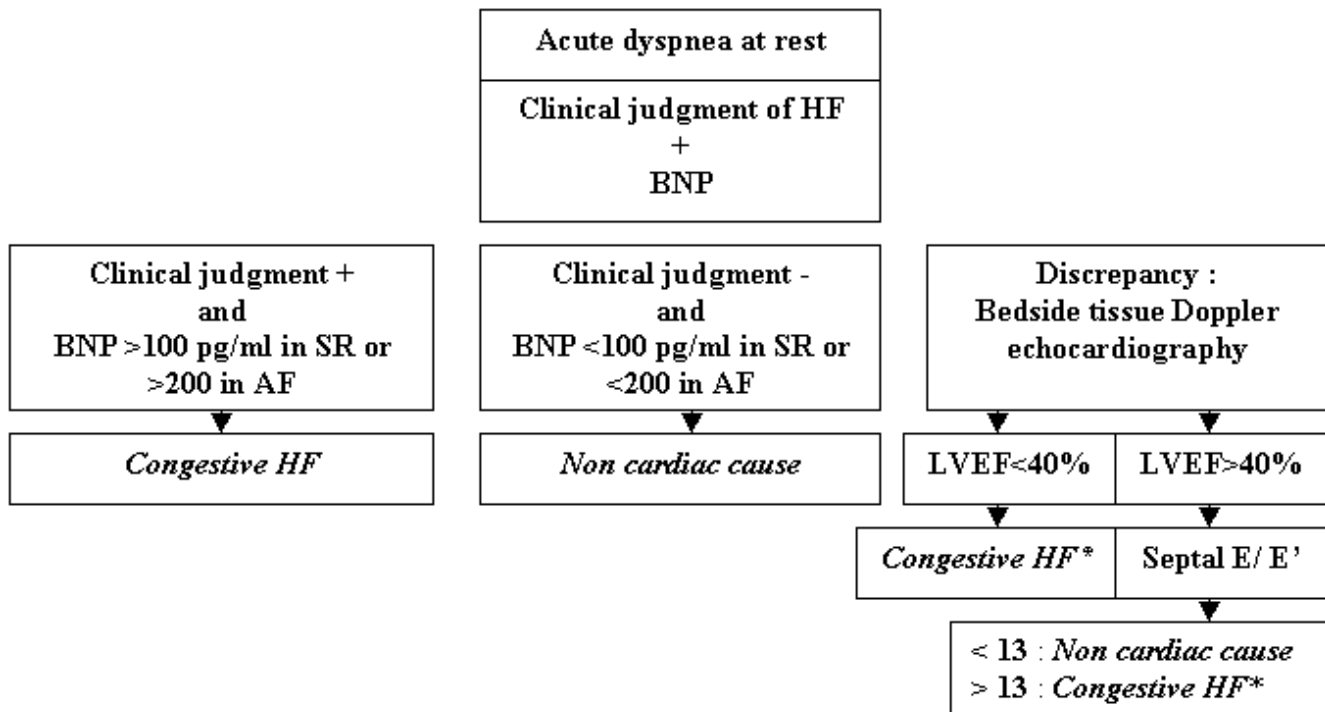 Acute dyspnea at rest
Clinical judgment of HF
+
BNP
Clinical judgment +
and
BNP >100 pg/ml in SR or
>200 in AF
Congestive HF
Clinical judgment -
and
BNP <100 pg/ml in SR or
<200 in AF
Non cardiac cause
Discrepancy :
Bedside tissue Doppler
echocardiography
LVEF<40%
LVEF>40%
Congestive HF*
Septal E/ E’
< 13 : Non cardiac cause
> 13 : Congestive HF*